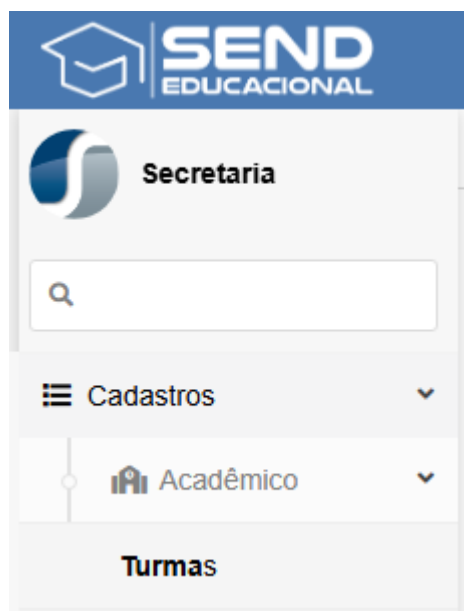 SEND
EDUCACIONAL
Secretaria
Cadastros
Acadêmico
Turmas